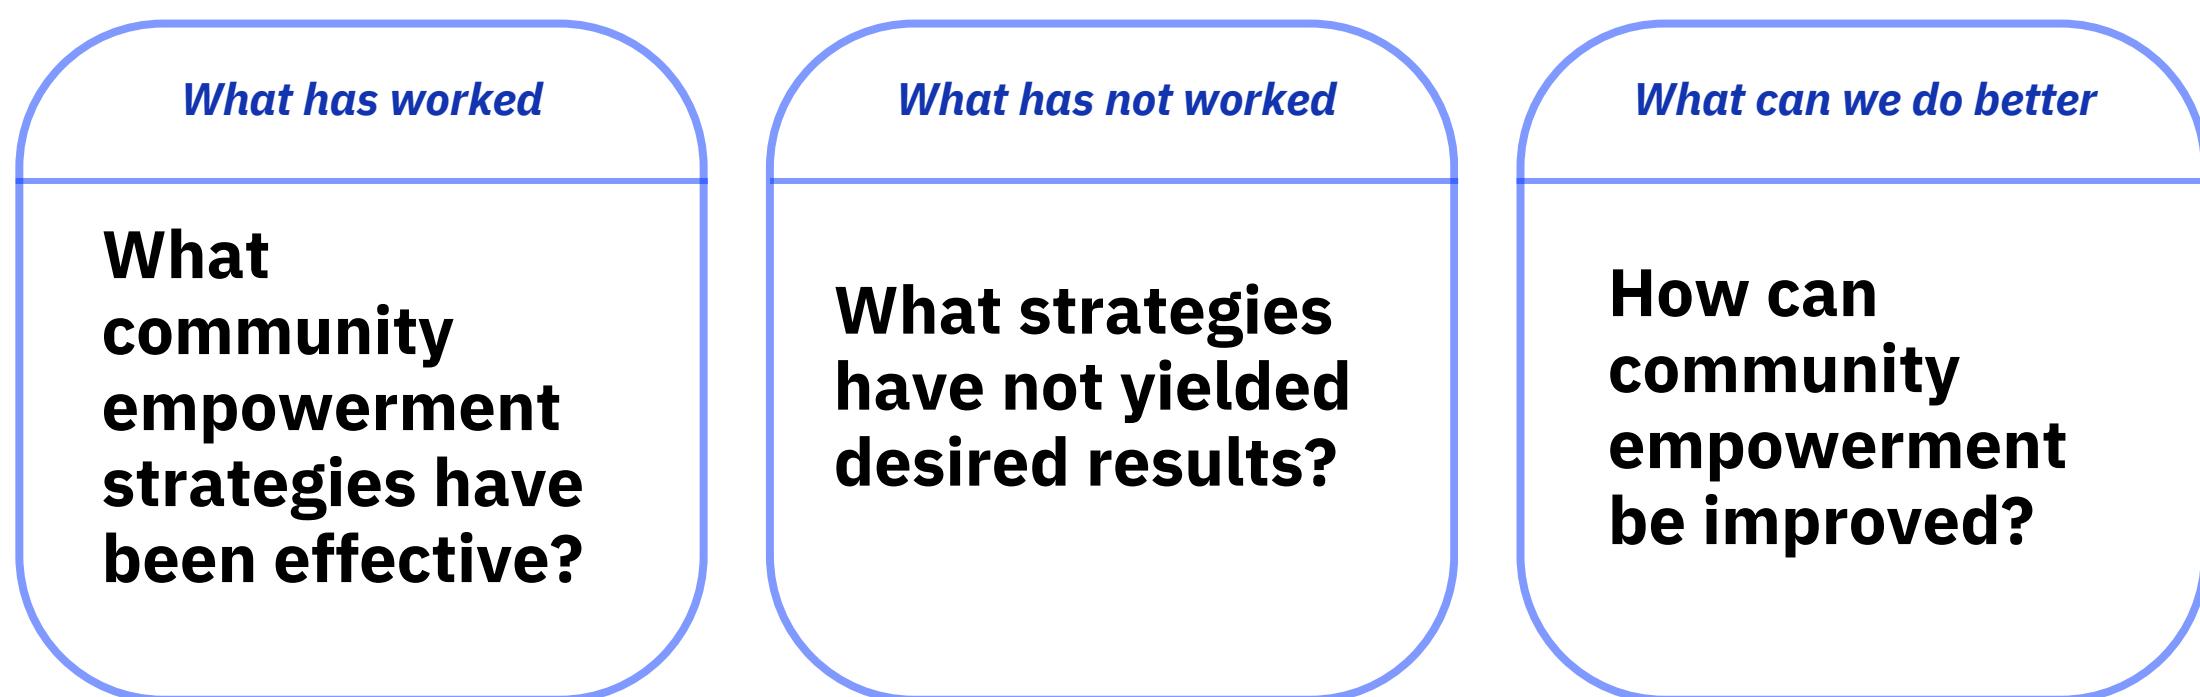 What has worked
What
community
empowerment
strategies have
been effective?
What has not worked
What strategies
have not yielded
desired results?
What can we do better
How can
community
empowerment
be improved?